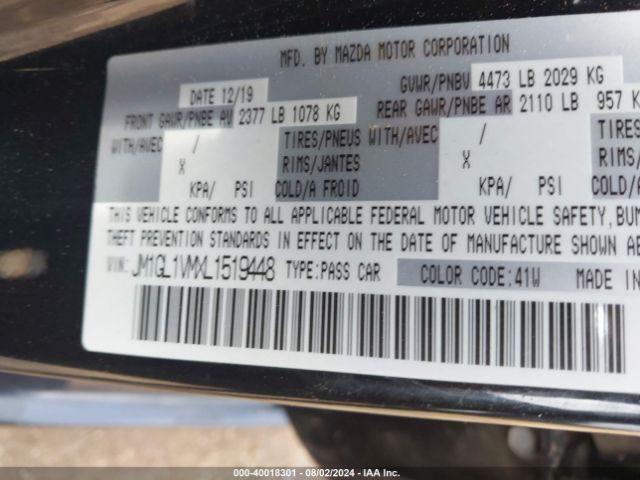 MFD. BY MAZDA MOTOR CORPORATION
DATE 12/19 GVWR/PNBV 4473 LB 2029 KG
FRONT GAWR/PNBE AV 2377 LB 1078 KG REAR GAWR/PNBE AR 2110 LB 957 KG
WITH/AVEC / TIRES/PNEUS WITH/AVEC / TIRES/
X RIMS/JANTES X RIMS/
KPA/ PSI COLD/A FROID KPA/ PSI COLD/A
THIS VEHICLE CONFORMS TO ALL APPLICABLE FEDERAL MOTOR VEHICLE SAFETY,
THEFT PREVENTION STANDARDS IN EFFECT ON THE DATE OF MANUFACTURE SHOWN
VIN: JM1GL1VMXL1519448 TYPE:PASS CAR COLOR CODE:41W MADE IN
000-40018301 - 08/02/2024 - IAAI.com